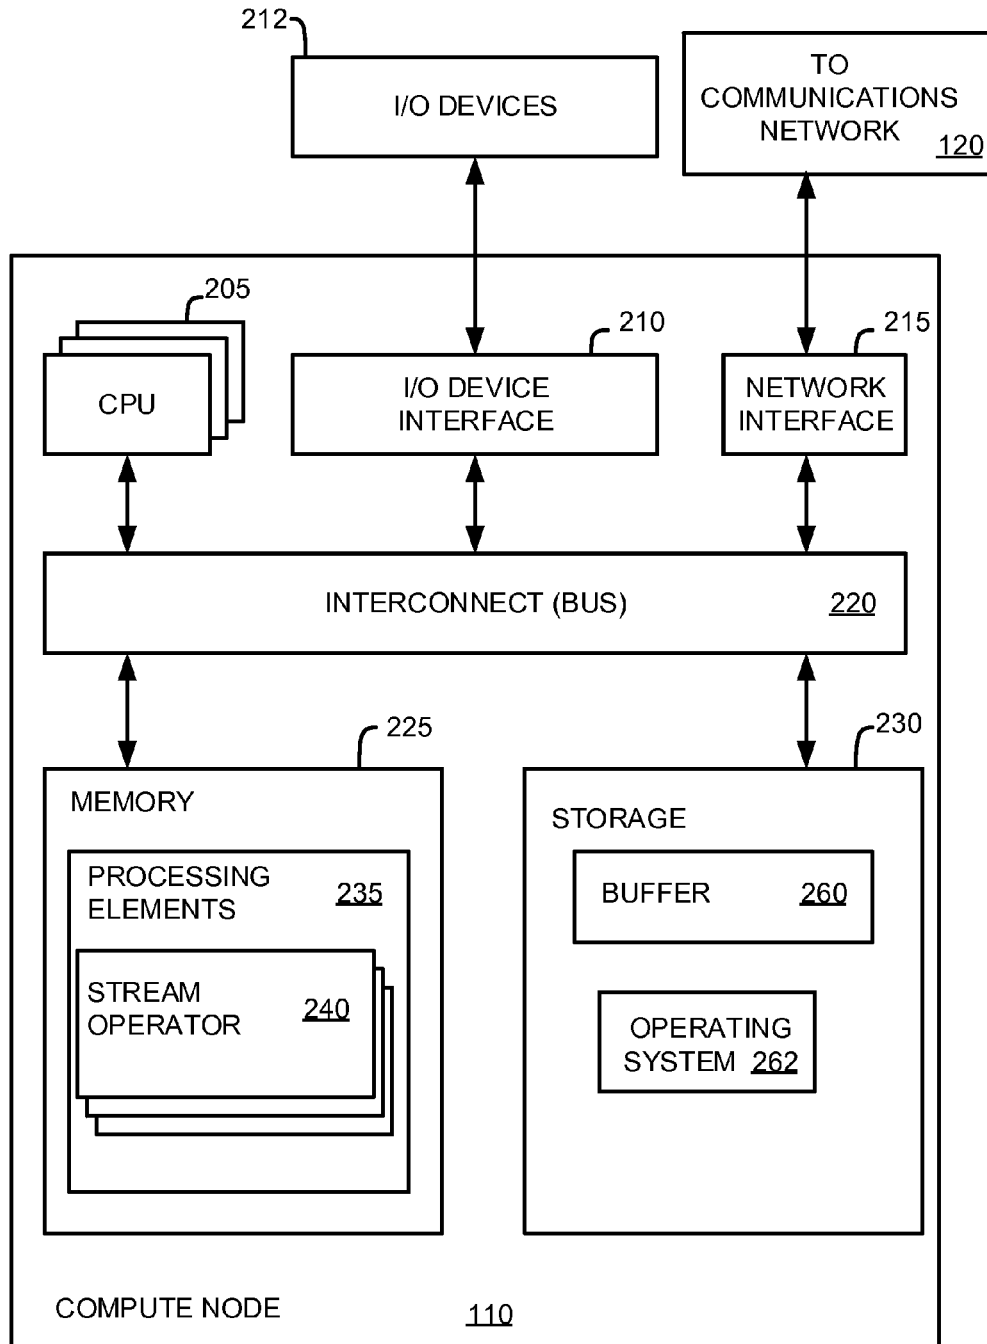 212
I/O DEVICES
TO
COMMUNICATIONS
NETWORK
120
205
210
215
CPU
I/O DEVICE
INTERFACE
NETWORK
INTERFACE
INTERCONNECT (BUS) 220
225
230
MEMORY
PROCESSING
ELEMENTS 235
STREAM
OPERATOR 240
STORAGE
BUFFER 260
OPERATING
SYSTEM 262
COMPUTE NODE 110